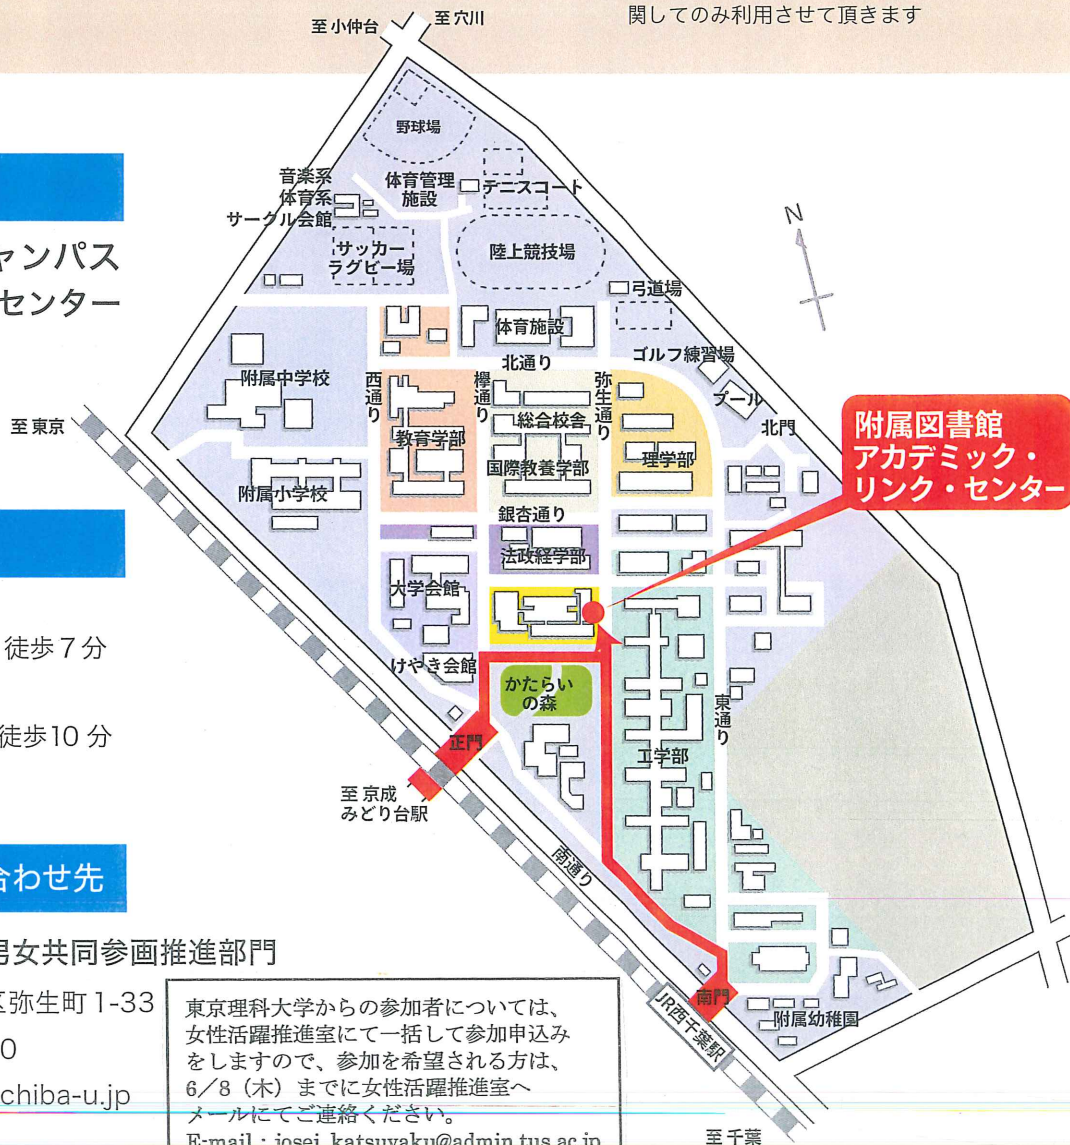 関してのみ利用させて頂きます
至小仲台
至穴川
野球場
音楽系
体育系
サークル会館
体育管理
施設
テニスコート
サッカー
ラグビー場
陸上競技場
N
弓道場
体育施設
ャンパス
センター
北通り
ゴルフ練習場
附属中学校
西通り
欅通り
弥生通り
プール
至東京
教育学部
総合校舎
国際教養学部
理学部
北門
附属図書館
アカデミック・
リンク・センター
附属小学校
銀杏通り
法政経学部
大学会館
徒歩7分
けやき会館
かたらい
の森
東通り
徒歩10分
正門
工学部
至京成
みどり台駅
南通り
合わせ先
男女共同参画推進部門
区弥生町1-33
0
chiba-u.jp
南門
JR西千葉駅
附属幼稚園
東京理科大学からの参加者については、
女性活躍推進室にて一括して参加申込み
をしますので、参加を希望される方は、
6/8(木)までに女性活躍推進室へ
メールにてご連絡ください。
E-mail:josei_katsuyaku@admin.tus.ac.jp
至千葉